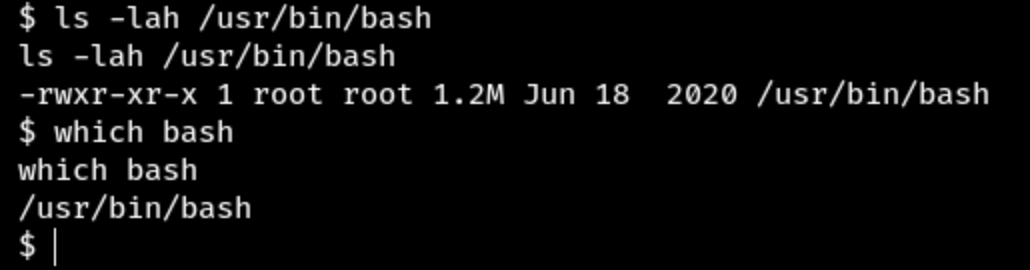 $ ls -lah /usr/bin/bash
ls -lah /usr/bin/bash
-rwxr-xr-x 1 root root 1.2M Jun 18  2020 /usr/bin/bash
$ which bash
which bash
/usr/bin/bash
$